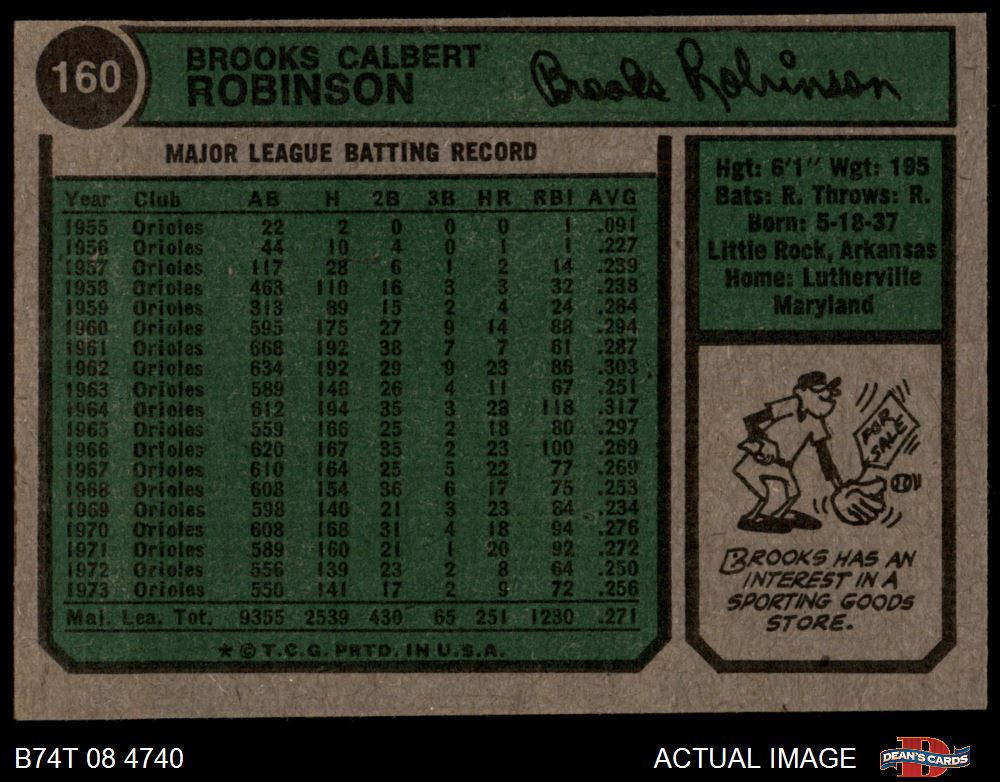 160
BROOKS CALBERT
ROBINSON
Brooks Robinson
MAJOR LEAGUE BATTING RECORD
Year Club AB H 2B 3B HR RBI AVG
1955 Orioles 22 2 0 0 0 1 .091
1956 Orioles 44 10 4 0 1 1 .227
1957 Orioles 117 28 6 1 2 14 .239
1958 Orioles 463 110 16 3 3 32 .238
1959 Orioles 313 89 15 2 4 24 .284
1960 Orioles 595 175 27 9 14 88 .294
1961 Orioles 668 192 38 7 7 61 .287
1962 Orioles 634 192 29 9 23 86 .303
1963 Orioles 589 148 26 4 11 67 .251
1964 Orioles 612 194 35 3 28 118 .317
1965 Orioles 559 166 25 2 18 80 .297
1966 Orioles 620 167 35 2 23 100 .269
1967 Orioles 610 164 25 5 22 77 .269
1968 Orioles 608 154 36 6 17 75 .253
1969 Orioles 598 140 21 3 23 84 .234
1970 Orioles 608 168 31 4 18 94 .276
1971 Orioles 589 160 21 1 20 92 .272
1972 Orioles 556 139 23 2 8 64 .250
1973 Orioles 550 141 17 2 9 72 .256
Maj. Lea. Tot. 9355 2539 430 65 251 1230 .271
* © T.C.G. PRTD. IN U.S.A.
Hgt: 6'1" Wgt: 195
Bats: R. Throws: R.
Born: 5-18-37
Little Rock, Arkansas
Home: Lutherville
Maryland
FOR
SALE
BROOKS HAS AN
INTEREST IN A
SPORTING GOODS
STORE.
B74T 08 4740
ACTUAL IMAGE
DEAN'S CARDS